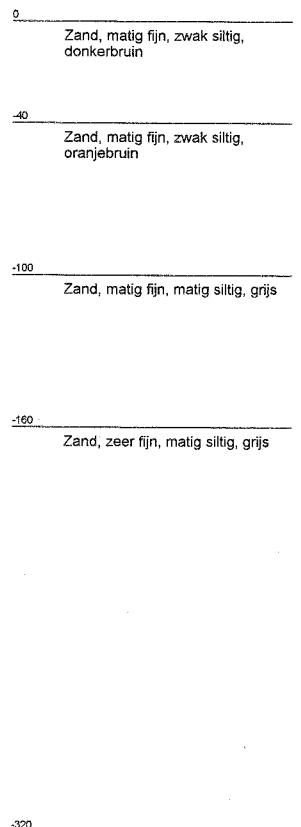 0
Zand, matig fijn, zwak siltig,
donkerbruin
-40
Zand, matig fijn, zwak siltig,
oranjebruin
-100
Zand, matig fijn, matig siltig, grijs
-160
Zand, zeer fijn, matig siltig, grijs
-320